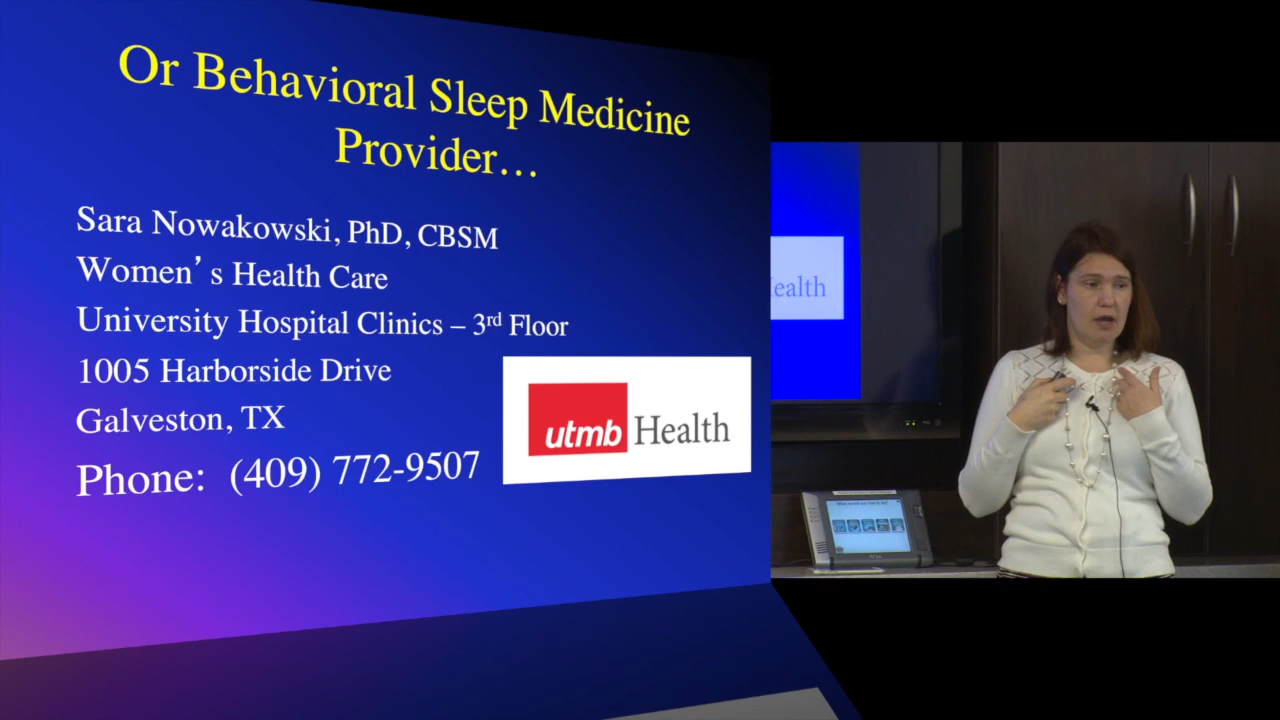 Or Behavioral Sleep Medicine
Provider…
Sara Nowakowski, PhD, CBSM
Women’s Health Care
University Hospital Clinics – 3rd Floor
1005 Harborside Drive
Galveston, TX
Phone: (409) 772-9507
utmb Health
ealth